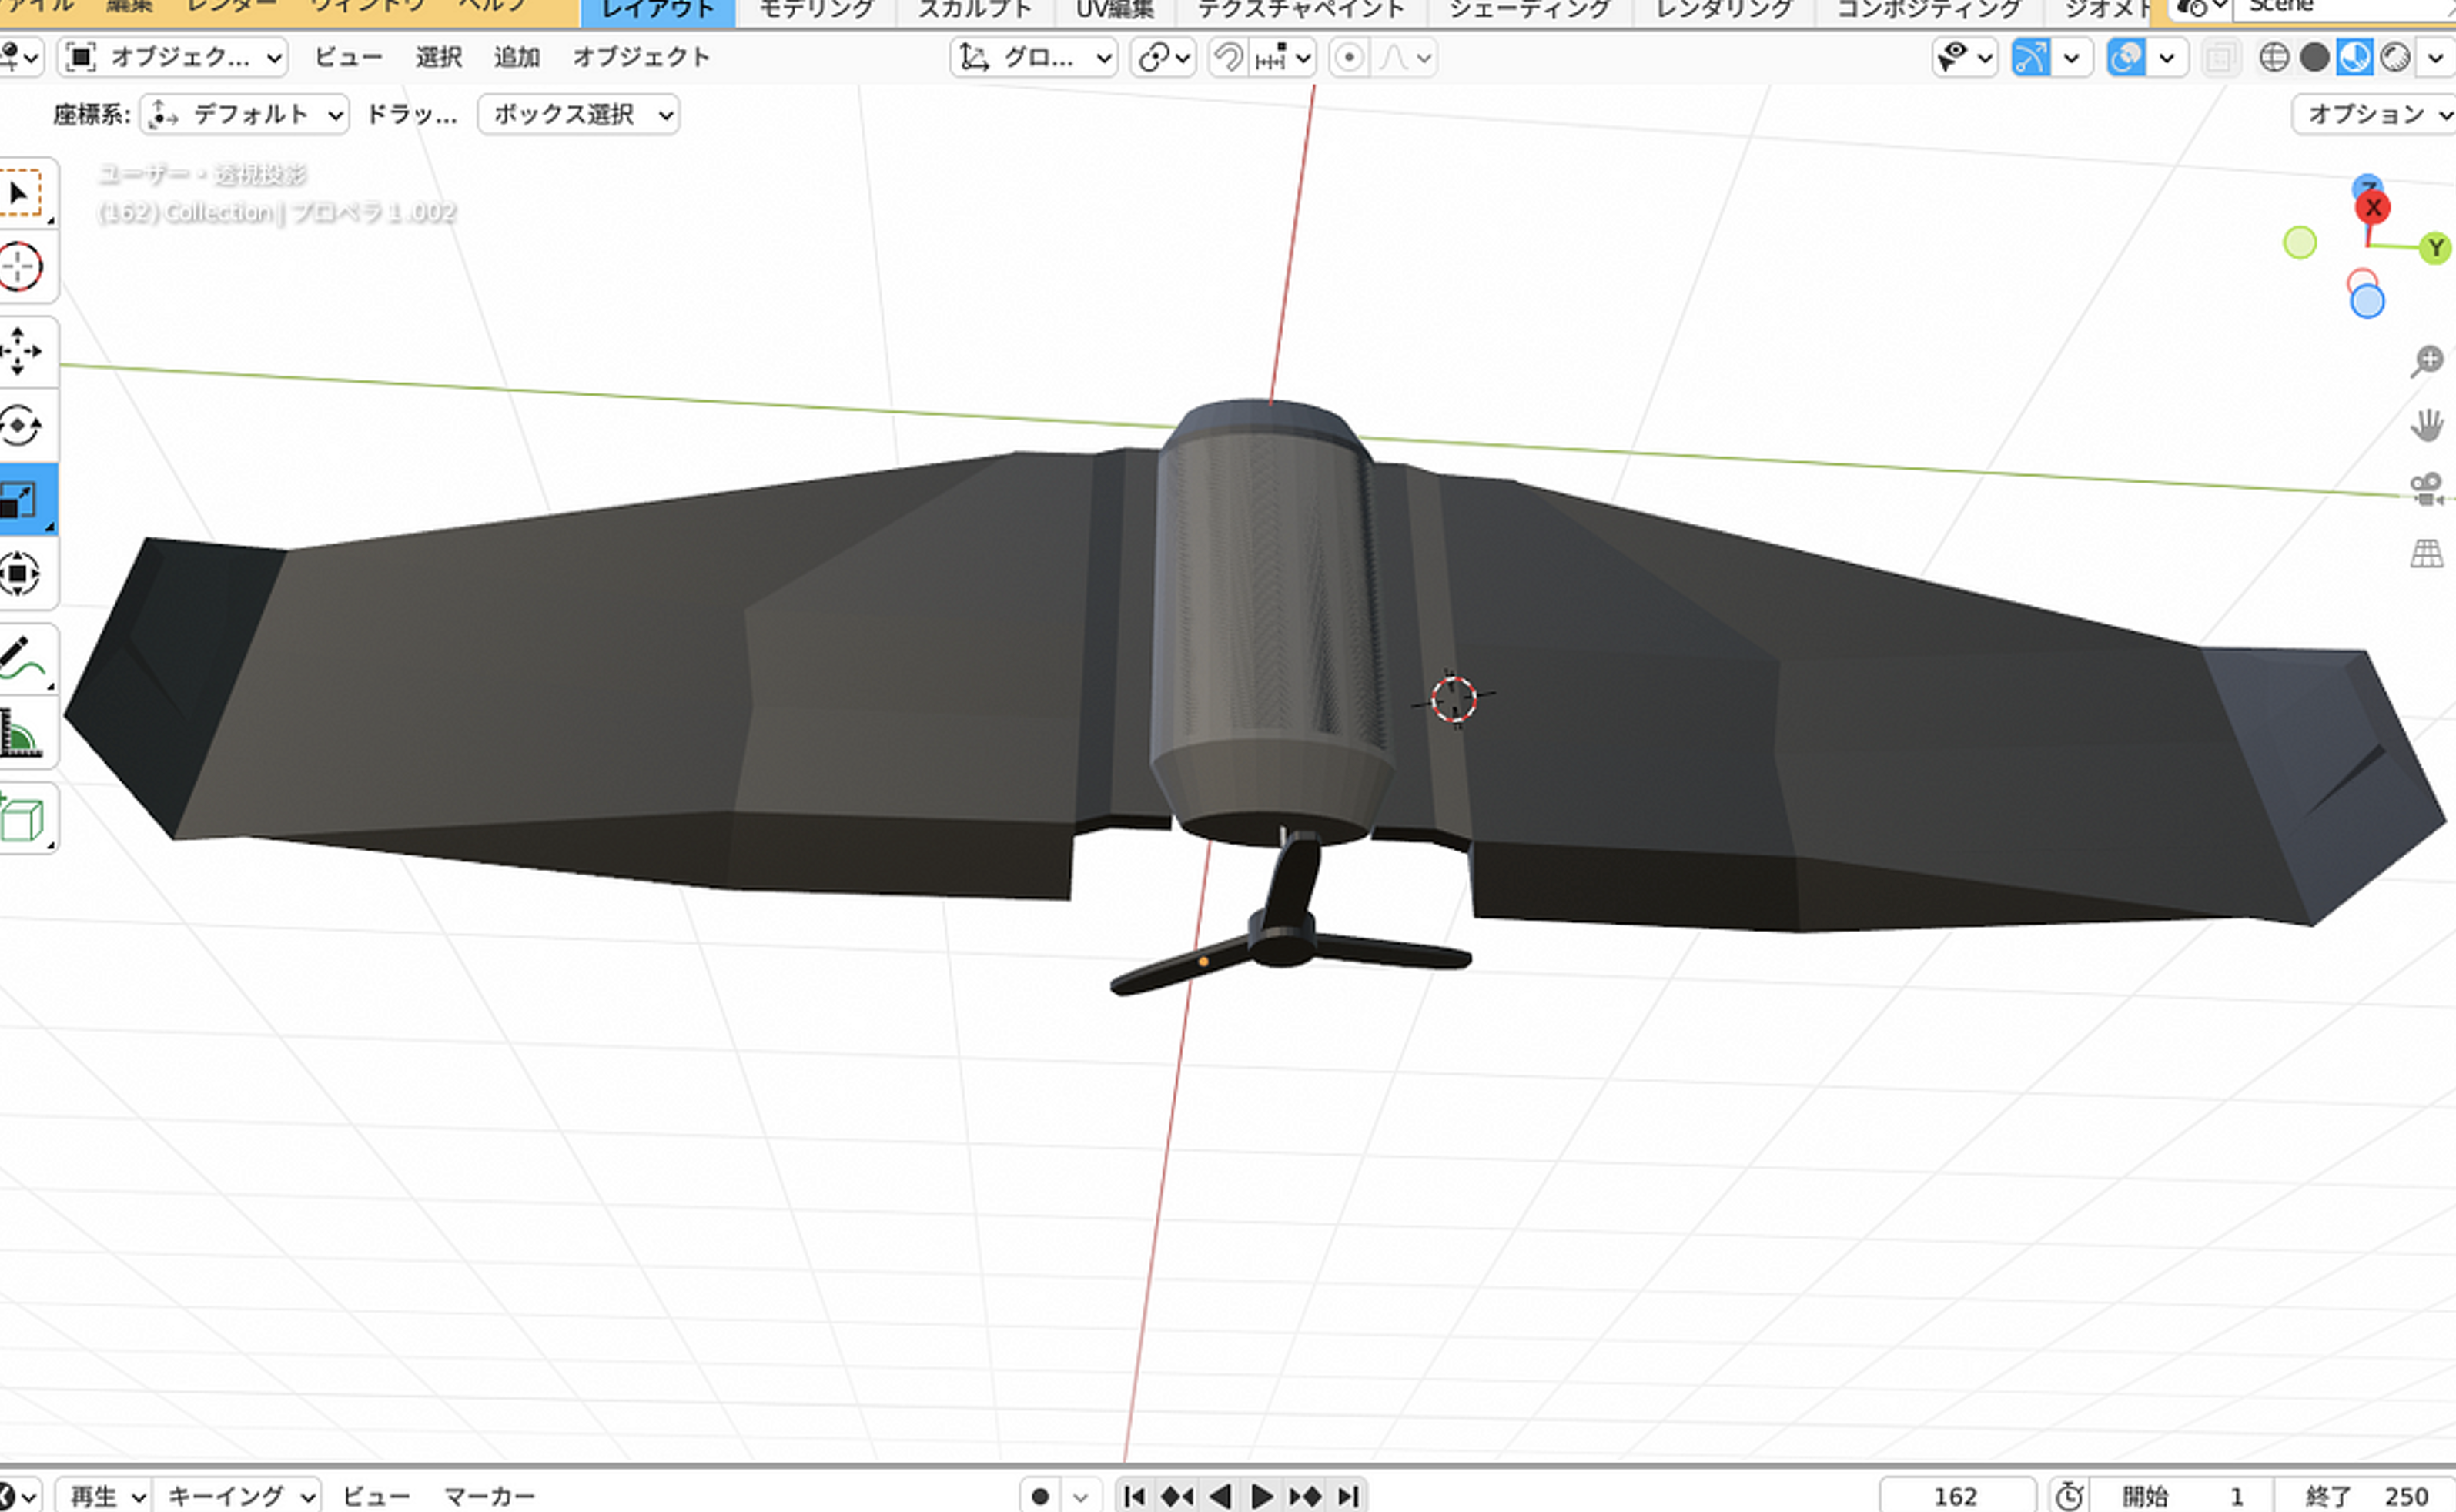 編集 レンダー ウィンドウ ヘルプ レイアウト モデリング スカルプト UV編集 テクスチャペイント シェーディング レンダリング コンポジティング ジオメト Scene
オブジェク... ビュー 選択 追加 オブジェクト グロ...
座標系: デフォルト ドラッ... ボックス選択 オプション
ユーザー・透視投影
(162) Collection | プロペラ1.002
Z
X
Y
再生 キーイング ビュー マーカー 162 開始 1 終了 250